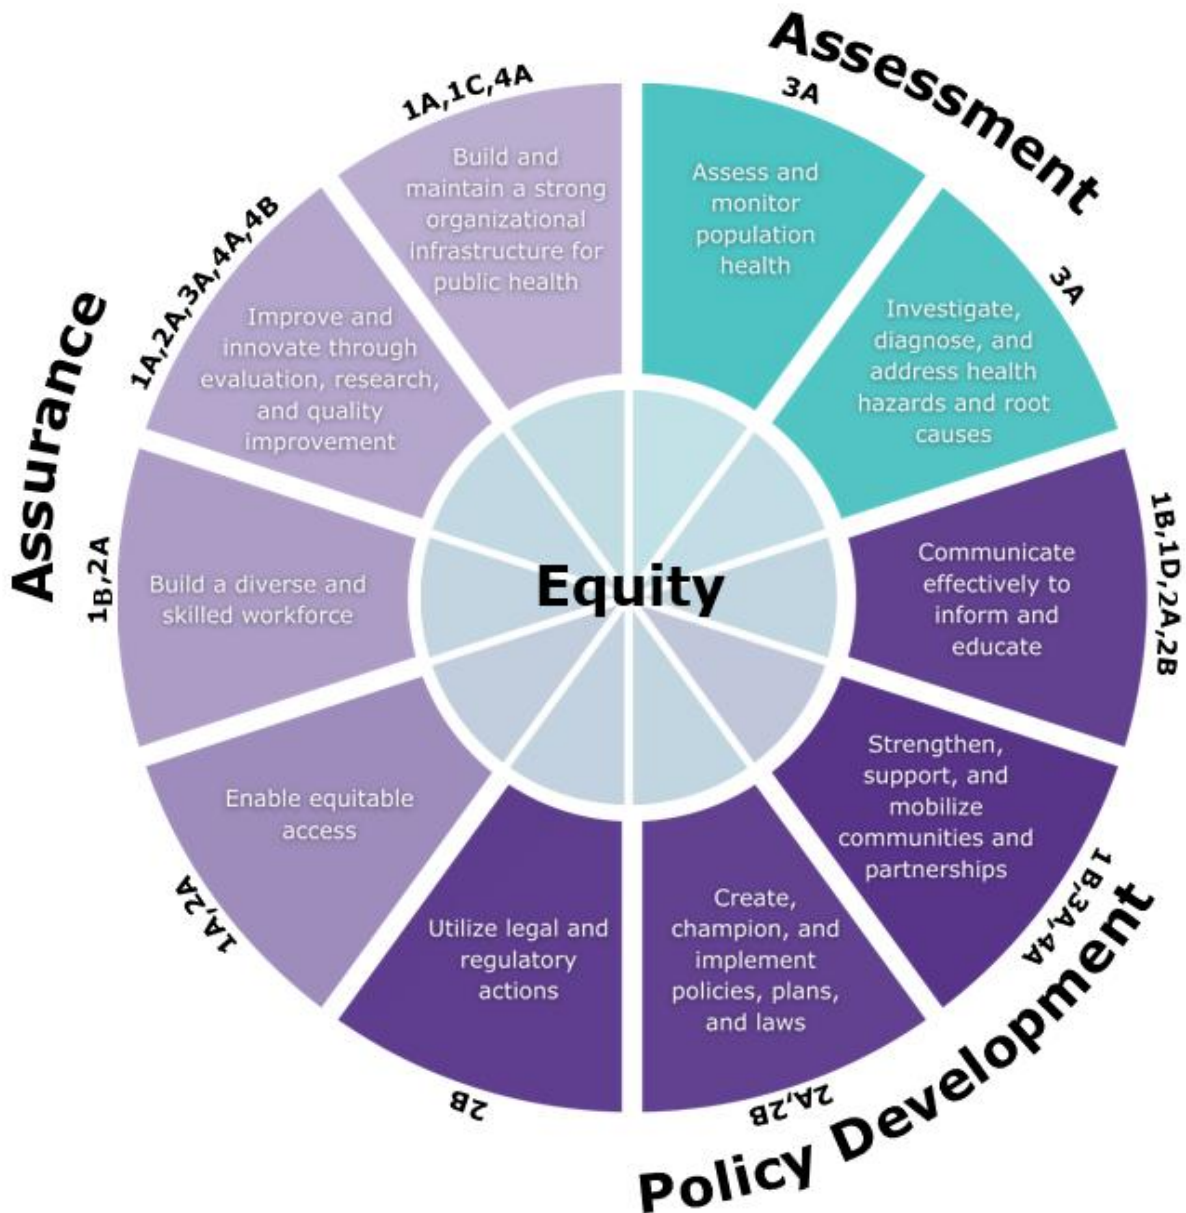 Assessment
3A
Assess and
monitor
population
health
3A
Investigate,
diagnose, and
address health
hazards and root
causes
1B,1D,2A,2B
Communicate
effectively to
inform and
educate
Policy Development
1B,3A,4A
Strengthen,
support, and
mobilize
communities and
partnerships
2A,2B
Create,
champion, and
implement
policies, plans,
and laws
2B
Utilize legal and
regulatory
actions
Assurance
1A,2A
Enable equitable
access
1B,2A
Build a diverse and
skilled workforce
1A,2A,3A,4A,4B
Improve and
innovate through
evaluation, research,
and quality
improvement
1A,1C,4A
Build and
maintain a strong
organizational
infrastructure for
public health
Equity